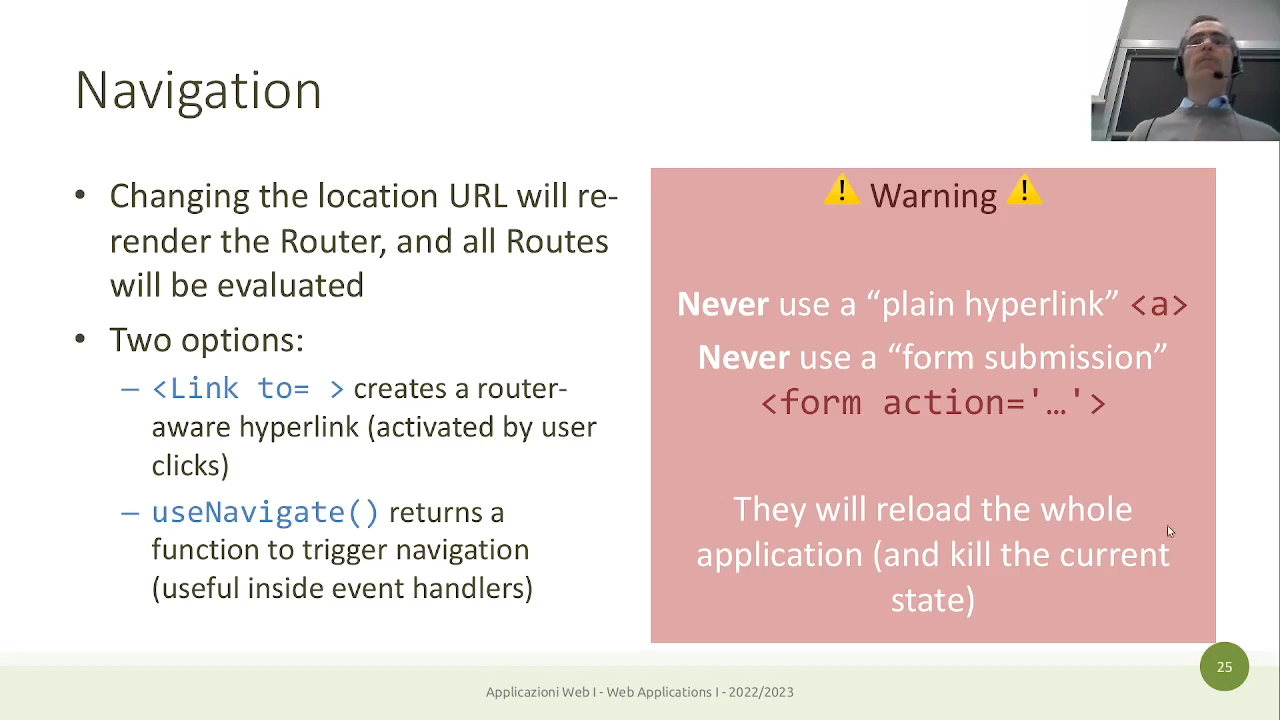 Navigation
• Changing the location URL will re-
render the Router, and all Routes
will be evaluated
• Two options:
– <Link to= > creates a router-
aware hyperlink (activated by user
clicks)
– useNavigate() returns a
function to trigger navigation
(useful inside event handlers)
⚠ Warning ⚠
Never use a “plain hyperlink” <a>
Never use a “form submission”
<form action='…'>
They will reload the whole
application (and kill the current
state)
Applicazioni Web I - Web Applications I - 2022/2023
25